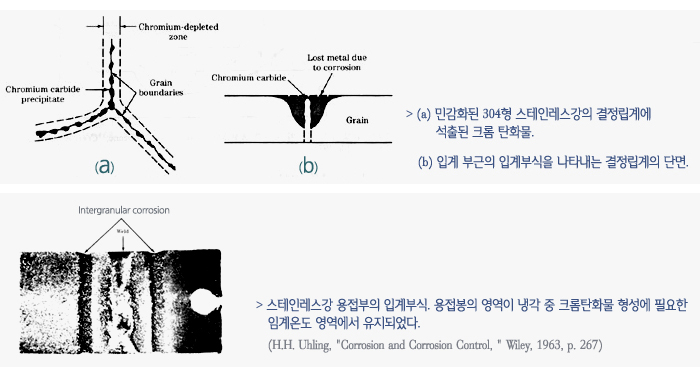 Chromium-depleted
zone
Chromium carbide
precipitate
Grain
boundaries
(a)
Lost metal due
to corrosion
Chromium carbide
Grain
(b)
> (a) 민감화된 304형 스테인레스강의 결정립계에
석출된 크롬 탄화물.
(b) 입계 부근의 입계부식을 나타내는 결정립계의 단면.
Intergranular corrosion
Weld
> 스테인레스강 용접부의 입계부식. 용접봉의 영역이 냉각 중 크롬탄화물 형성에 필요한
임계온도 영역에서 유지되었다.
(H.H. Uhling, "Corrosion and Corrosion Control, " Wiley, 1963, p. 267)